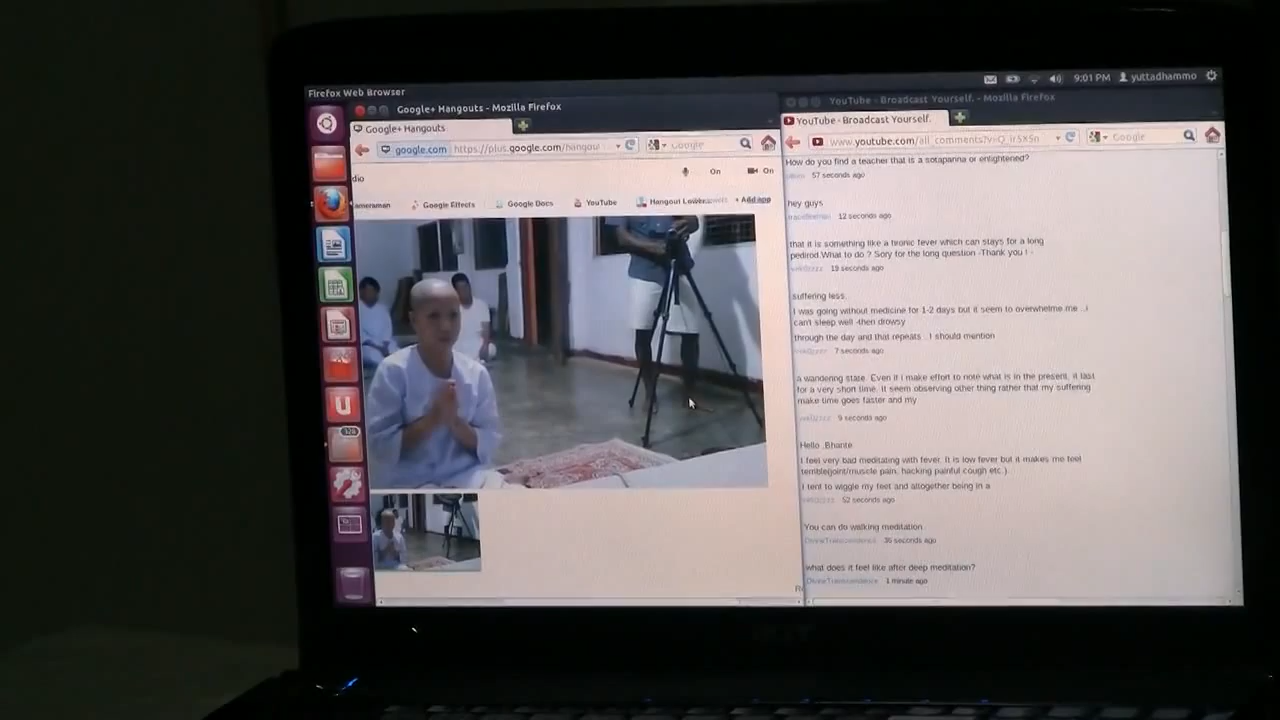 Firefox Web Browser
9:01 PM yuttadhammo
Google+ Hangouts - Mozilla Firefox
Google+ Hangouts
google.com https://plus.google.com/hangou
Google
dio
On
On
ameraman
Google Effects
Google Docs
YouTube
Hangout Lower
+ Add app
U
YouTube - Broadcast Yourself. - Mozilla Firefox
YouTube - Broadcast Yourself.
www.youtube.com/all_comments?v=
Google
How do you find a teacher that is a sotapanna or enlightened?
57 seconds ago
hey guys
12 seconds ago
that it is something like a tironic fever which can stays for a long
pedirod.What to do ? Sory for the long question -Thank you ! -
19 seconds ago
suffering less.
I was going without medicine for 1-2 days but it seem to overwhelme me ..i
can't sleep well -then drowsy
through the day and that repeats ..I should mention
7 seconds ago
a wandering state. Even if i make effort to note what is in the present, it last
for a very short time. It seem observing other thing rather that my suffering
make time goes faster and my
9 seconds ago
Hello ,Bhante
I feel very bad meditating with fever. It is low fever but it makes me feel
terrible(joint/muscle pain, hacking painful cough etc.)
I tent to wiggle my feet and altogether being in a
52 seconds ago
You can do walking meditation
DivineTranscendence 35 seconds ago
what does it feel like after deep meditation?
DivineTranscendence 1 minute ago